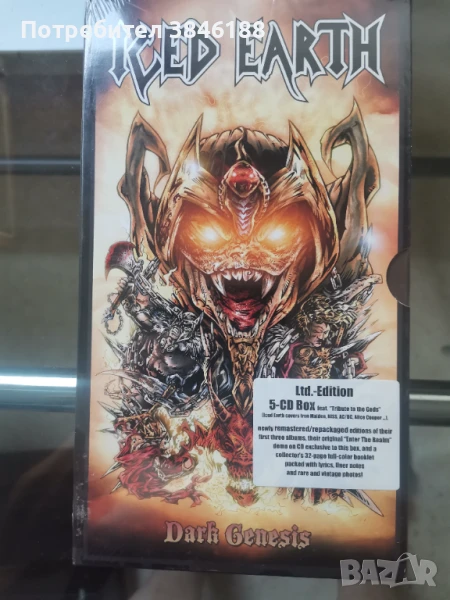 Потребител 3846188
ICED EARTH
Ltd.-Edition
5-CD Box feat. "Tribute to the Gods"
(Iced Earth covers Iron Maiden, KISS, AC/DC, Alice Cooper ...),
newly remastered/repackaged editions of their
first three albums, their original "Enter The Realm"
demo on CD exclusive to this box, and a
collector's 32-page full-color booklet
packed with lyrics, liner notes
and rare and vintage photos!
Dark Genesis
BAZAR